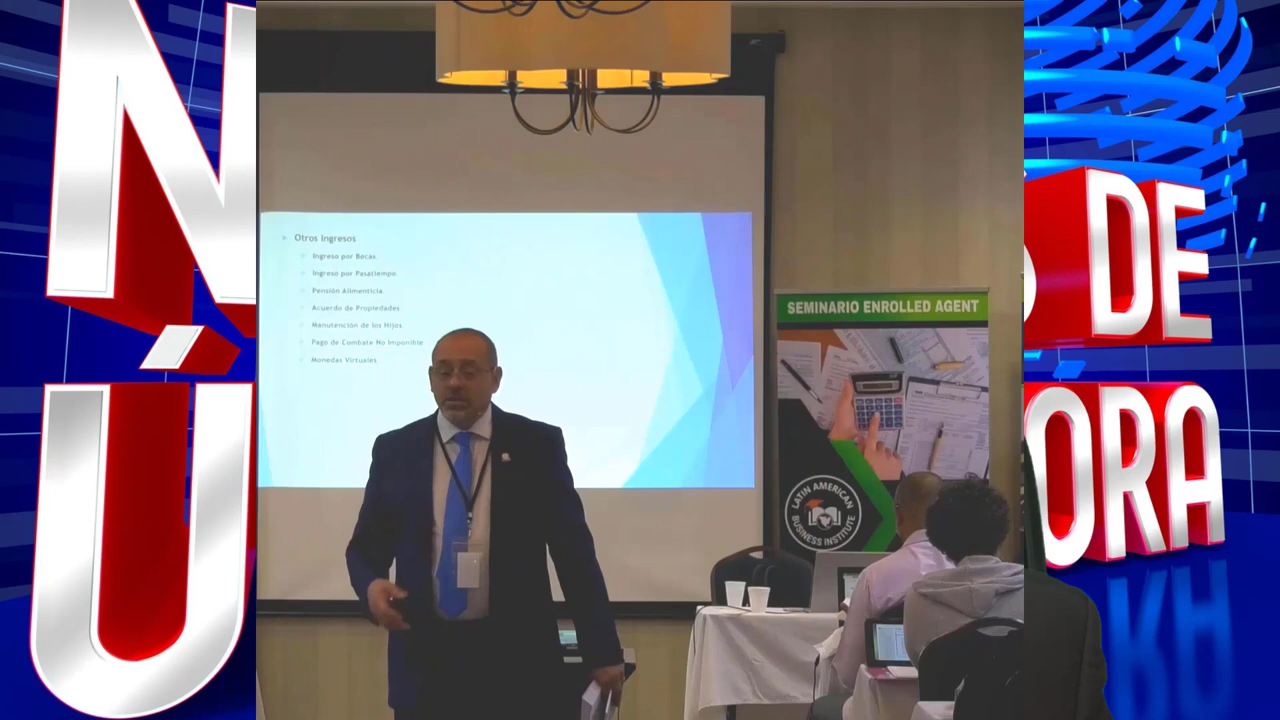 N
S DE
Ú
ORA
Otros Ingresos
Ingreso por Becas.
Ingreso por Pasatiempo.
Pensión Alimenticia
Acuerdo de Propiedades
Manutención de los Hijos
Pago de Combate No Imponible
Monedas Virtuales
SEMINARIO ENROLLED AGENT
LATIN AMERICAN
BUSINESS INSTITUTE